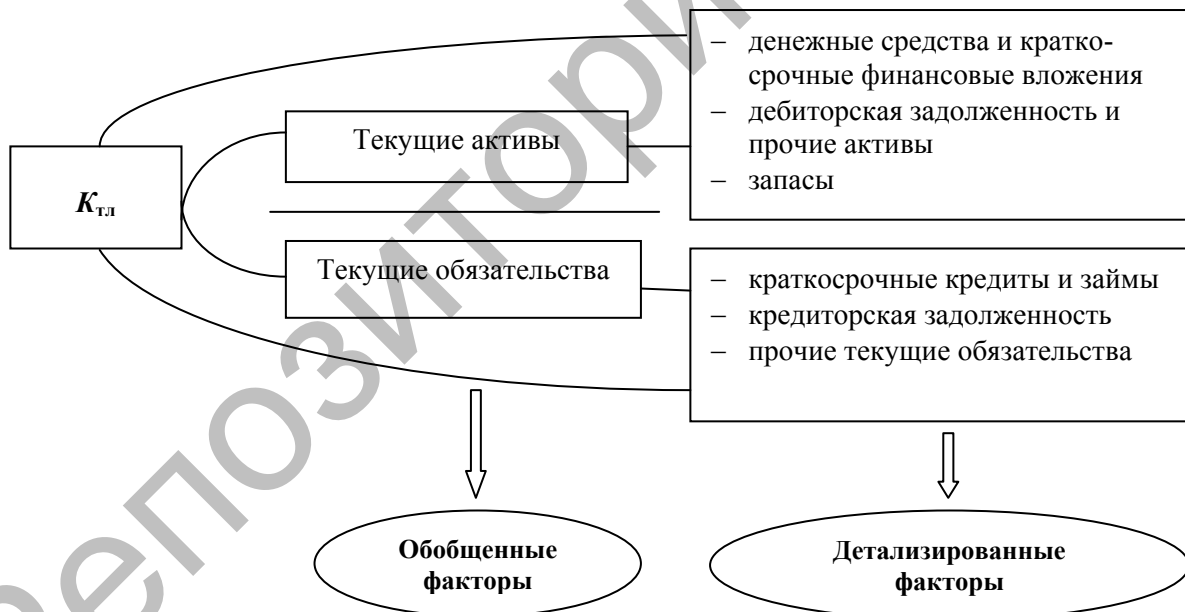 – денежные средства и кратко-
срочные финансовые вложения
– дебиторская задолженность и
прочие активы
– запасы
Текущие активы
Kтл
Текущие обязательства
– краткосрочные кредиты и займы
– кредиторская задолженность
– прочие текущие обязательства
Обобщенные
факторы
Детализированные
факторы
Репозитори